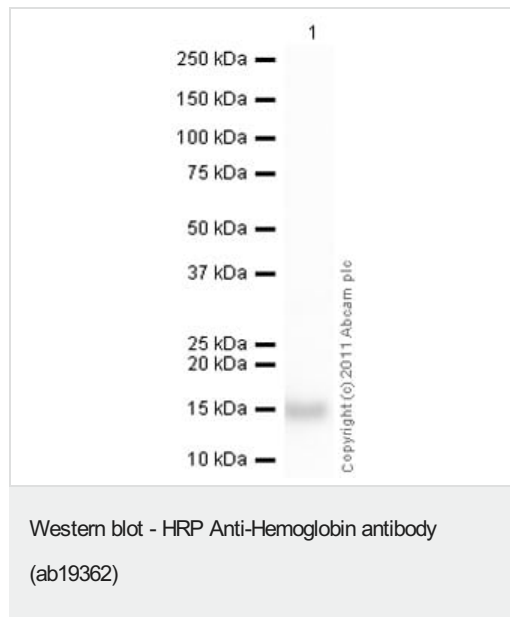 1
250 kDa
150 kDa
100 kDa
75 kDa
50 kDa
37 kDa
25 kDa
20 kDa
15 kDa
10 kDa
Copyright (c) 2011 Abcam plc
Western blot - HRP Anti-Hemoglobin antibody
(ab19362)